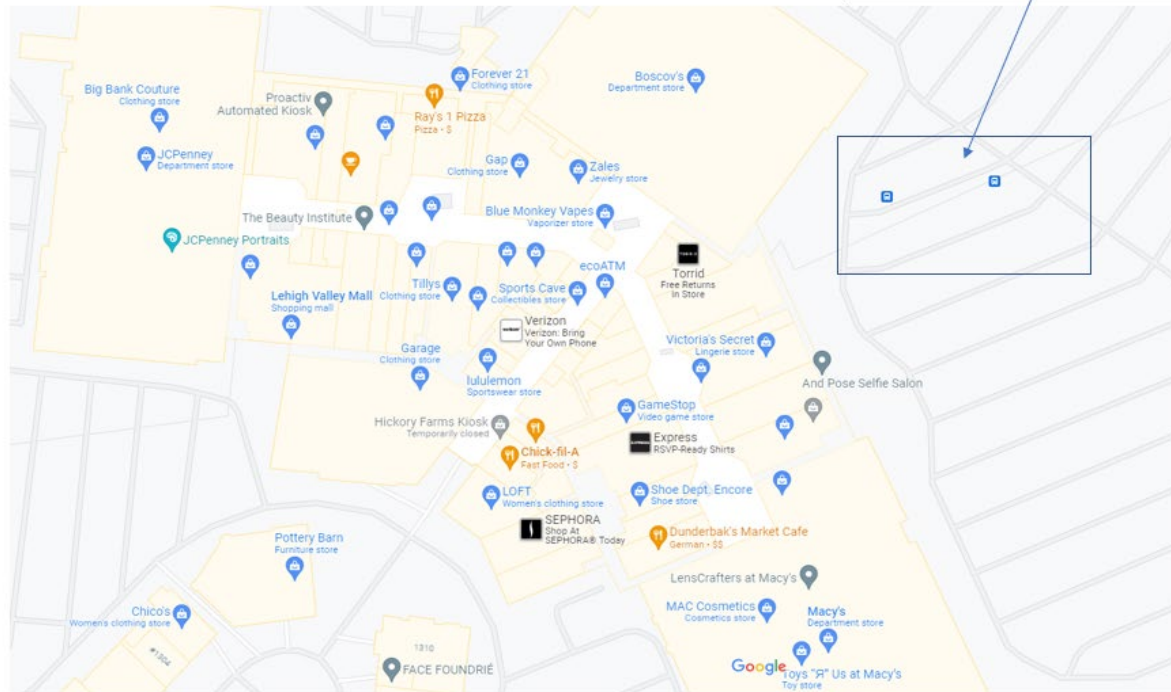 Forever 21
Clothing store
Boscov's
Department store
Big Bank Couture
Clothing store
Proactiv
Automated Kiosk
Ray's 1 Pizza
Pizza • $
JCPenney
Department store
Gap
Clothing store
Zales
Jewelry store
The Beauty Institute
Blue Monkey Vapes
Vaporizer store
JCPenney Portraits
ecoATM
TORRID
Torrid
Free Returns
In Store
Tillys
Clothing store
Sports Cave
Collectibles store
Lehigh Valley Mall
Shopping mall
Verizon
Verizon: Bring
Your Own Phone
Victoria's Secret
Lingerie store
Garage
Clothing store
lululemon
Sportswear store
And Pose Selfie Salon
GameStop
Video game store
Hickory Farms Kiosk
Temporarily closed
Express
RSVP-Ready Shirts
Chick-fil-A
Fast Food • $
LOFT
Women's clothing store
Shoe Dept. Encore
Shoe store
SEPHORA
Shop At
SEPHORA® Today
Dunderbak's Market Cafe
German • $$
Pottery Barn
Furniture store
LensCrafters at Macy's
Chico's
Women's clothing store
MAC Cosmetics
Cosmetics store
Macy's
Department store
#1304
1310
FACE FOUNDRIÉ
Google
Toys "Я" Us at Macy's
Toy store